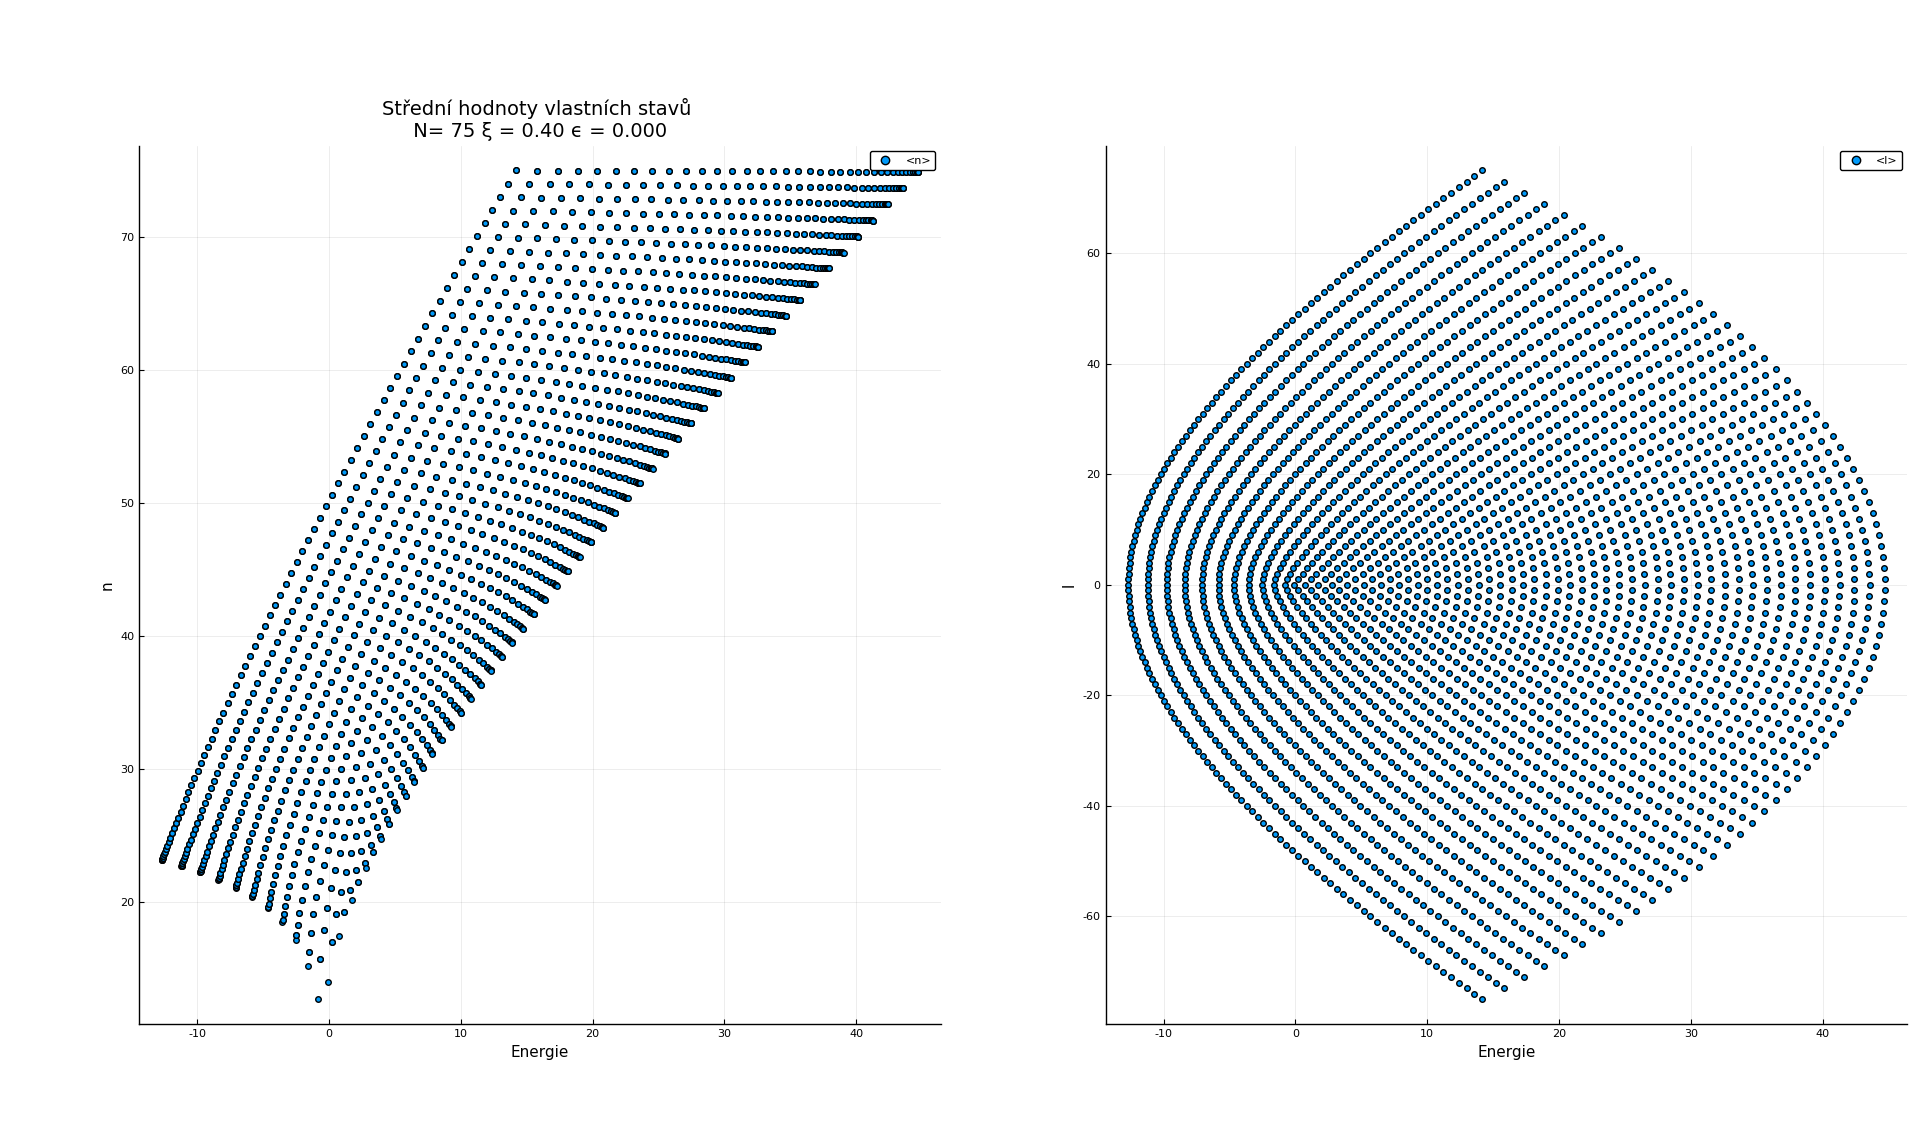 Střední hodnoty vlastních stavů
N= 75 ξ = 0.40 ϵ = 0.000
<n>
70
60
50
40
30
20
n
-10 0 10 20 30 40
Energie
<l>
60
40
20
0
-20
-40
-60
l
-10 0 10 20 30 40
Energie